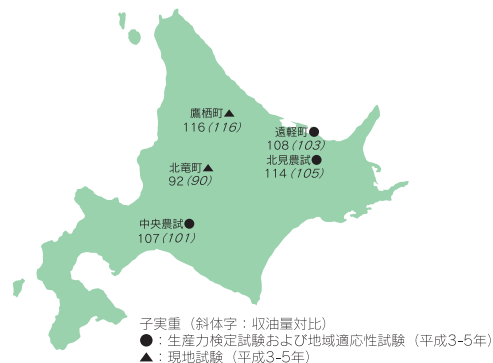 鷹栖町▲
116(116)
遠軽町●
108(103)
北見農試●
114(105)
北竜町▲
92(90)
中央農試●
107(101)
子実重（斜体字：収油量対比）
●：生産力検定試験および地域適応性試験（平成3-5年）
▲：現地試験（平成3-5年）